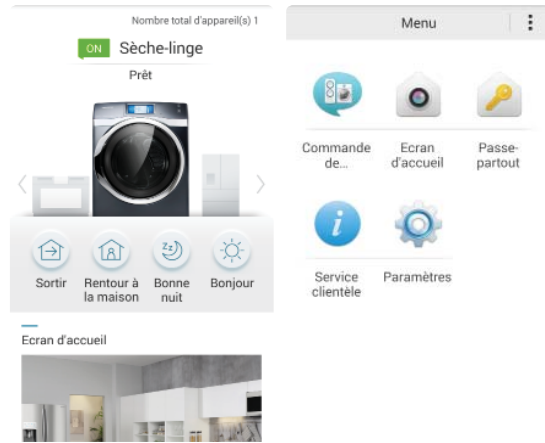 Nombre total d'appareil(s) 1
ON Sèche-linge
Prêt
Sortir
Rentour à
la maison
Bonne
nuit
Bonjour
Ecran d'accueil
Menu
Commande
de...
Ecran
d'accueil
Passe-
partout
Service
clientèle
Paramètres